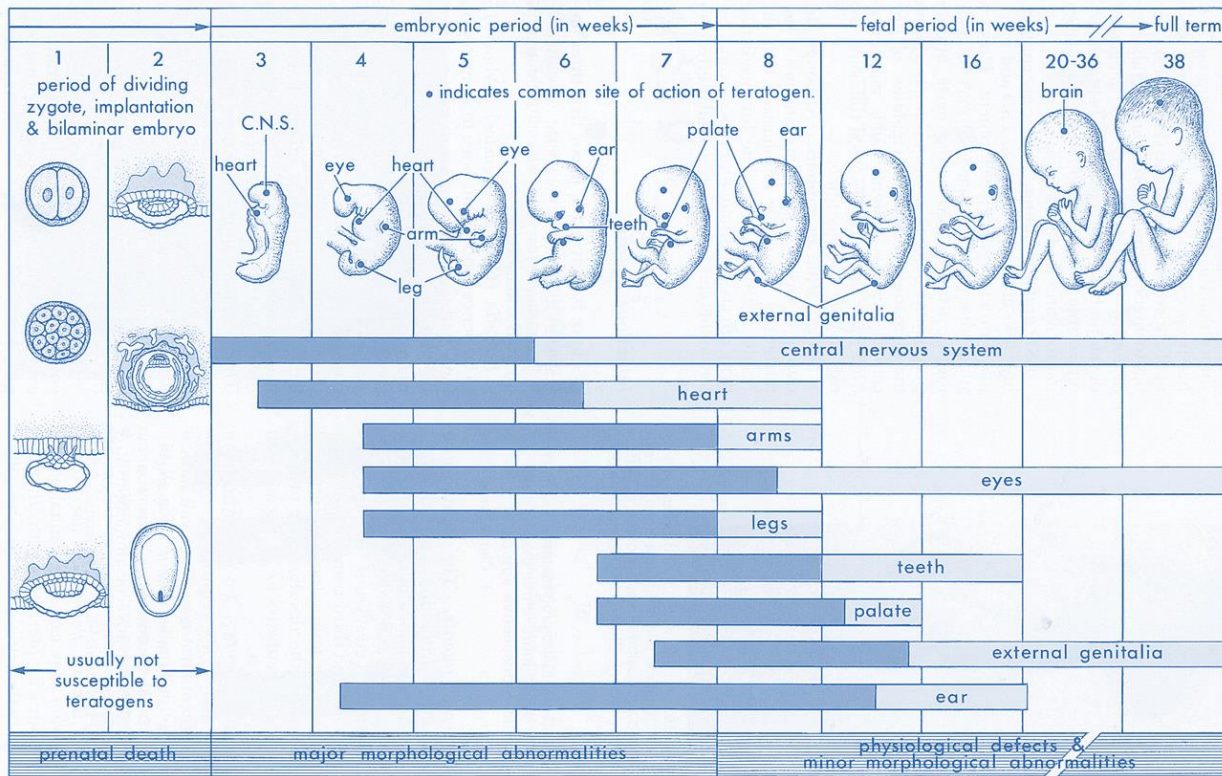 embryonic period (in weeks)
fetal period (in weeks)
full term
1
2
3
4
5
6
7
8
12
16
20-36
38
period of dividing
zygote, implantation
& bilaminar embryo
• indicates common site of action of teratogen.
C.N.S.
heart
eye
heart
eye
ear
palate
ear
brain
arm
teeth
leg
external genitalia
central nervous system
heart
arms
eyes
legs
teeth
palate
external genitalia
ear
usually not
susceptible to
teratogens
prenatal death
major morphological abnormalities
physiological defects &
minor morphological abnormalities